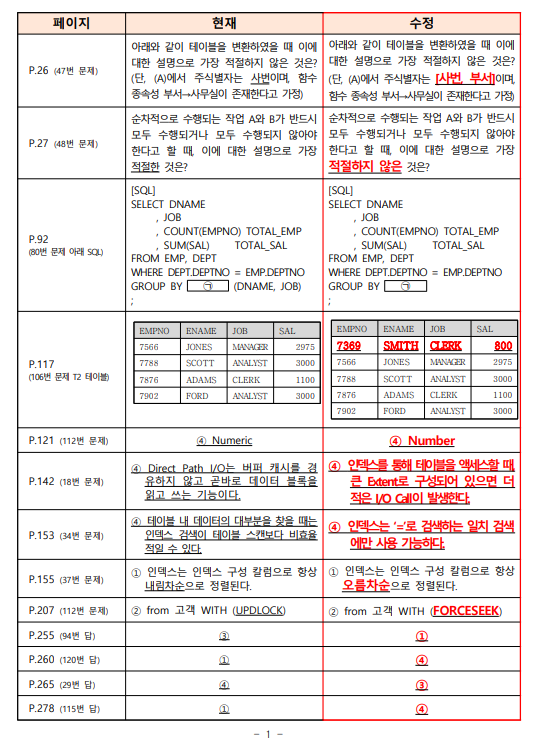 페이지 현재 수정
P.26 (47번 문제)
아래와 같이 테이블을 변환하였을 때 이에
대한 설명으로 가장 적절하지 않은 것은?
(단, (A)에서 주식별자는 사번이며, 함수
종속성 부서→사무실이 존재한다고 가정)
아래와 같이 테이블을 변환하였을 때 이에
대한 설명으로 가장 적절하지 않은 것은?
(단, (A)에서 주식별자는 [사번, 부서]이며,
함수 종속성 부서→사무실이 존재한다고 가정)
P.27 (48번 문제)
순차적으로 수행되는 작업 A와 B가 반드시
모두 수행되거나 모두 수행되지 않아야
한다고 할 때, 이에 대한 설명으로 가장
적절한 것은?
순차적으로 수행되는 작업 A와 B가 반드시
모두 수행되거나 모두 수행되지 않아야
한다고 할 때, 이에 대한 설명으로 가장
적절하지 않은 것은?
P.92
(80번 문제 아래 SQL)
[SQL]
SELECT DNAME
, JOB
, COUNT(EMPNO) TOTAL_EMP
, SUM(SAL) TOTAL_SAL
FROM EMP, DEPT
WHERE DEPT.DEPTNO = EMP.DEPTNO
GROUP BY ㉠ (DNAME, JOB)
;
[SQL]
SELECT DNAME
, JOB
, COUNT(EMPNO) TOTAL_EMP
, SUM(SAL) TOTAL_SAL
FROM EMP, DEPT
WHERE DEPT.DEPTNO = EMP.DEPTNO
GROUP BY ㉠ (DNAME, JOB)
;
P.117
(106번 문제 T2 테이블)
EMPNO ENAME JOB SAL
7566 JONES MANAGER 2975
7788 SCOTT ANALYST 3000
7876 ADAMS CLERK 1100
7902 FORD ANALYST 3000
EMPNO ENAME JOB SAL
7369 SMITH CLERK 800
7566 JONES MANAGER 2975
7788 SCOTT ANALYST 3000
7876 ADAMS CLERK 1100
7902 FORD ANALYST 3000
P.121 (112번 문제) ④ Numeric ④ Number
P.142 (18번 문제)
④ Direct Path I/O는 버퍼 캐시를 경
유하지 않고 곧바로 데이터 블록을
읽고 쓰는 기능이다.
④ 인덱스를 통해 테이블을 액세스할 때,
큰 Extent로 구성되어 있으면 더
적은 I/O Call이 발생한다.
P.153 (34번 문제)
④ 테이블 내 데이터의 대부분을 찾을 때는
인덱스 검색이 테이블 스캔보다 비효율
적일 수 있다.
④ 인덱스는 ‘=’로 검색하는 일치 검색
에만 사용 가능하다.
P.155 (37번 문제)
① 인덱스는 인덱스 구성 칼럼으로 항상
내림차순으로 정렬된다.
① 인덱스는 인덱스 구성 칼럼으로 항상
오름차순으로 정렬된다.
P.207 (112번 문제) ② from 고객 WITH (UPDLOCK) ② from 고객 WITH (FORCESEEK)
P.255 (94번 답) ③ ①
P.260 (120번 답) ① ④
P.265 (29번 답) ④ ③
P.278 (115번 답) ① ④
- 1 -